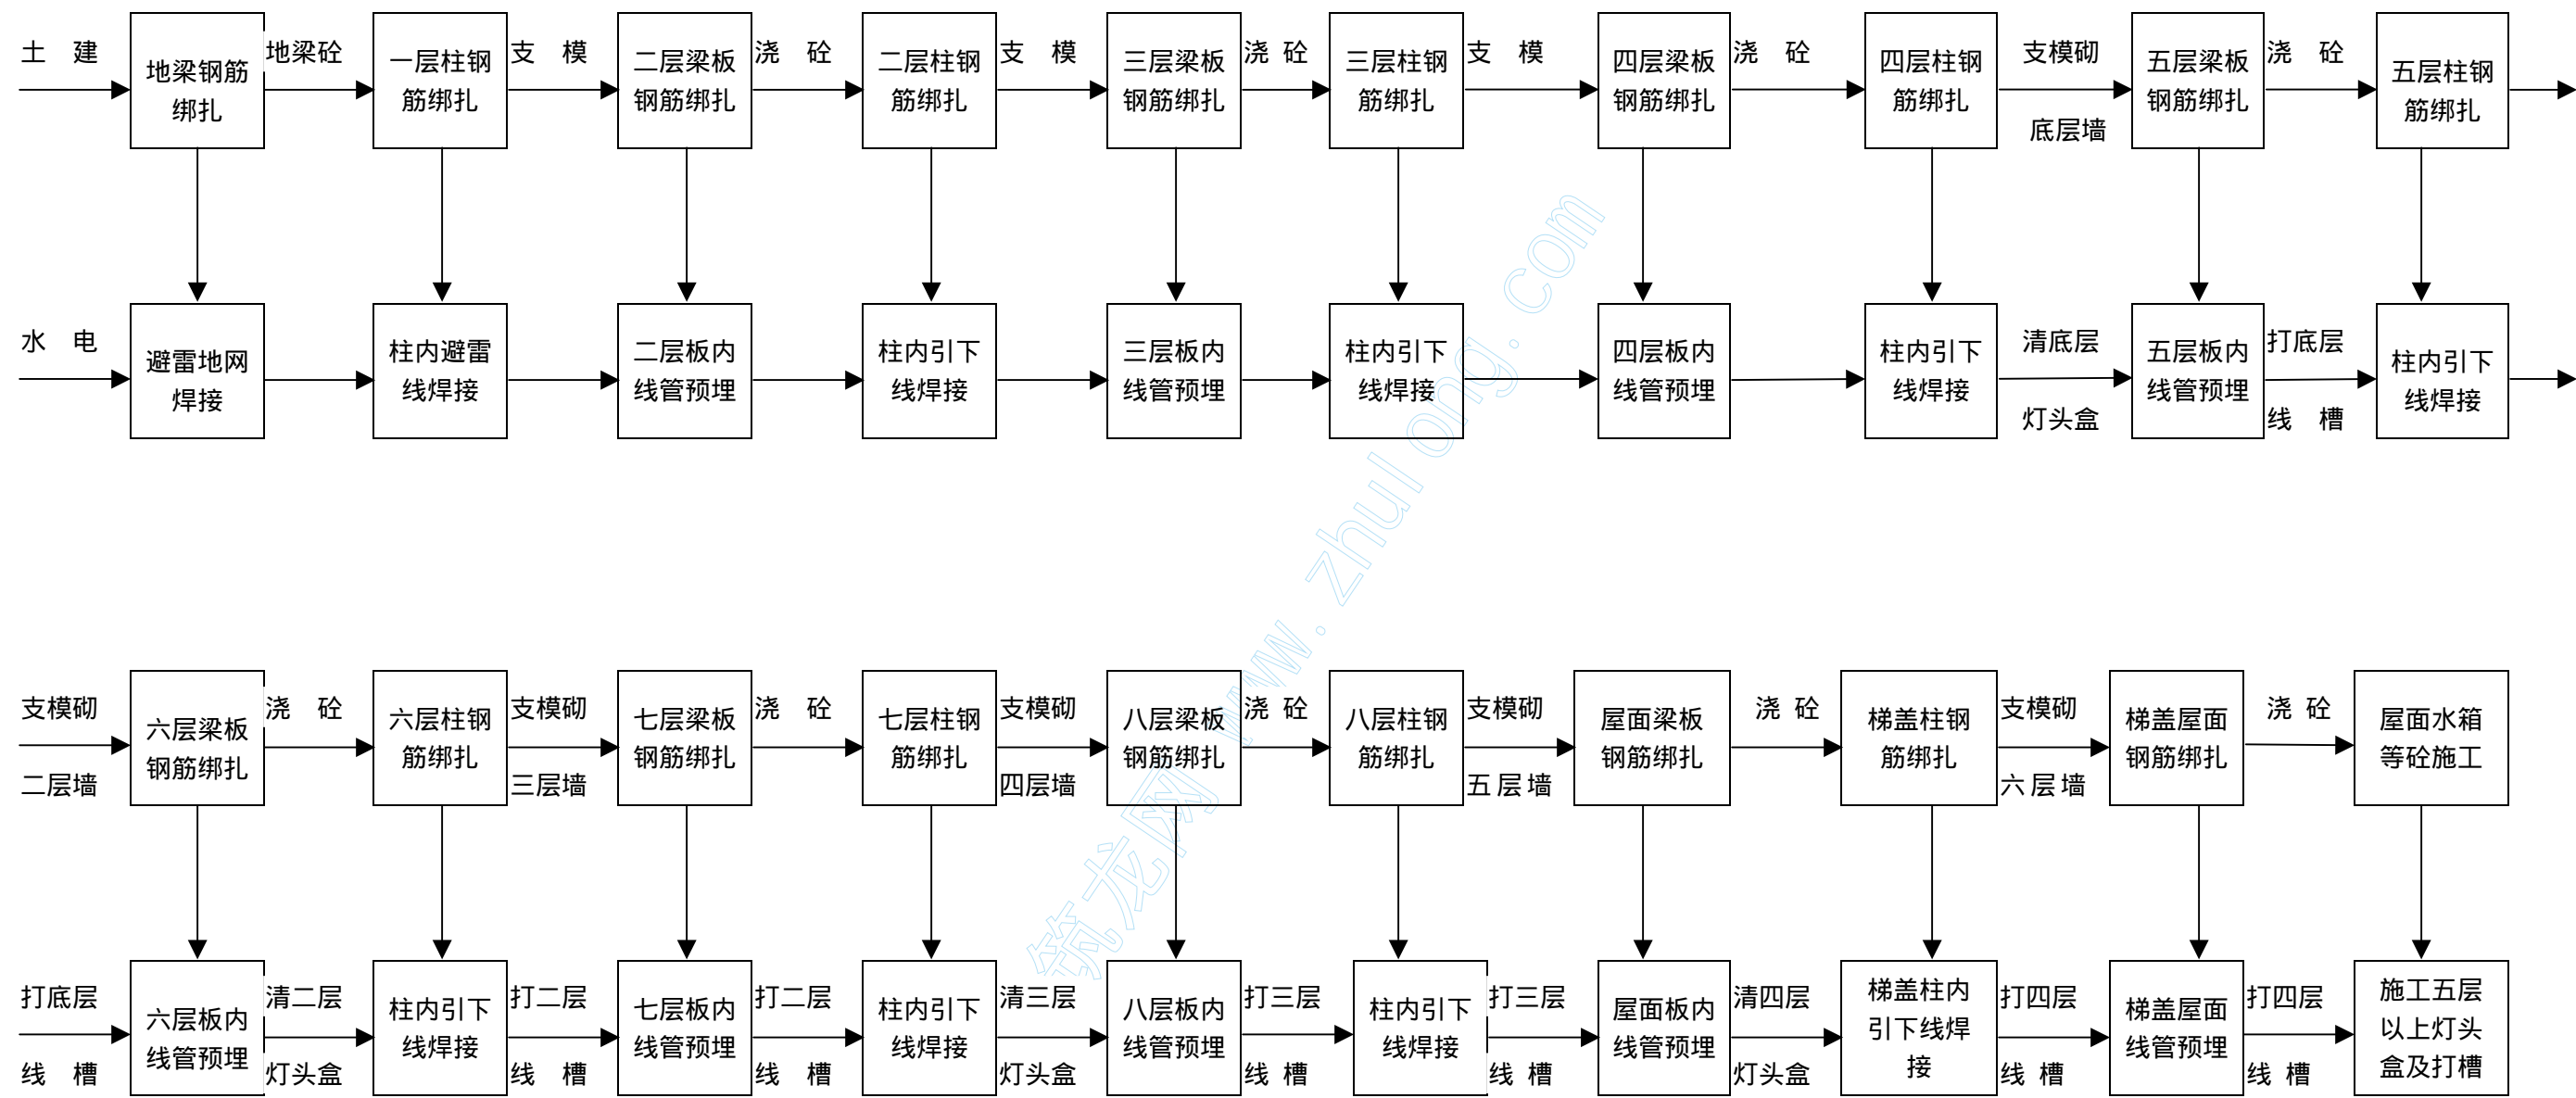 土 建
地梁钢筋
绑扎
地梁砼
一层柱钢
筋绑扎
支 模
二层梁板
钢筋绑扎
浇 砼
二层柱钢
筋绑扎
支 模
三层梁板
钢筋绑扎
浇 砼
三层柱钢
筋绑扎
支 模
四层梁板
钢筋绑扎
浇 砼
四层柱钢
筋绑扎
支模砌
底层墙
五层梁板
钢筋绑扎
浇 砼
五层柱钢
筋绑扎
水 电
避雷地网
焊接
柱内避雷
线焊接
二层板内
线管预埋
柱内引下
线焊接
三层板内
线管预埋
柱内引下
线焊接
四层板内
线管预埋
柱内引下
线焊接
清底层
灯头盒
五层板内
线管预埋
打底层
线 槽
柱内引下
线焊接
支模砌
二层墙
六层梁板
钢筋绑扎
浇 砼
六层柱钢
筋绑扎
支模砌
三层墙
七层梁板
钢筋绑扎
浇 砼
七层柱钢
筋绑扎
支模砌
四层墙
八层梁板
钢筋绑扎
浇 砼
八层柱钢
筋绑扎
支模砌
五层墙
屋面梁板
钢筋绑扎
浇 砼
梯盖柱钢
筋绑扎
支模砌
六层墙
梯盖屋面
钢筋绑扎
浇 砼
屋面水箱
等砼施工
打底层
线 槽
六层板内
线管预埋
清二层
灯头盒
柱内引下
线焊接
打二层
线 槽
七层板内
线管预埋
打二层
线 槽
柱内引下
线焊接
清三层
灯头盒
八层板内
线管预埋
打三层
线 槽
柱内引下
线焊接
打三层
线 槽
屋面板内
线管预埋
清四层
灯头盒
梯盖柱内
引下线焊
接
打四层
线 槽
梯盖屋面
线管预埋
打四层
线 槽
施工五层
以上灯头
盒及打槽
筑龙网 www.zhulong.com